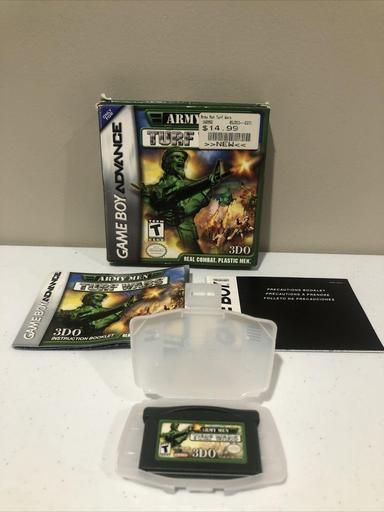 ARMY
TURF
Army Men Turf Wars
$14.99
>>NEW<<
GAME BOY ADVANCE
TEEN
T
3DO
REAL COMBAT. PLASTIC MEN.
GAME BOY ADVANCE
ARMY MEN
TURF WARS
3DO
INSTRUCTION BOOKLET
PRECAUTIONS BOOKLET
PRÉCAUTIONS À PRENDRE
FOLLETO DE PRECAUCIONES
ARMY MEN
TURF WARS
T
3DO